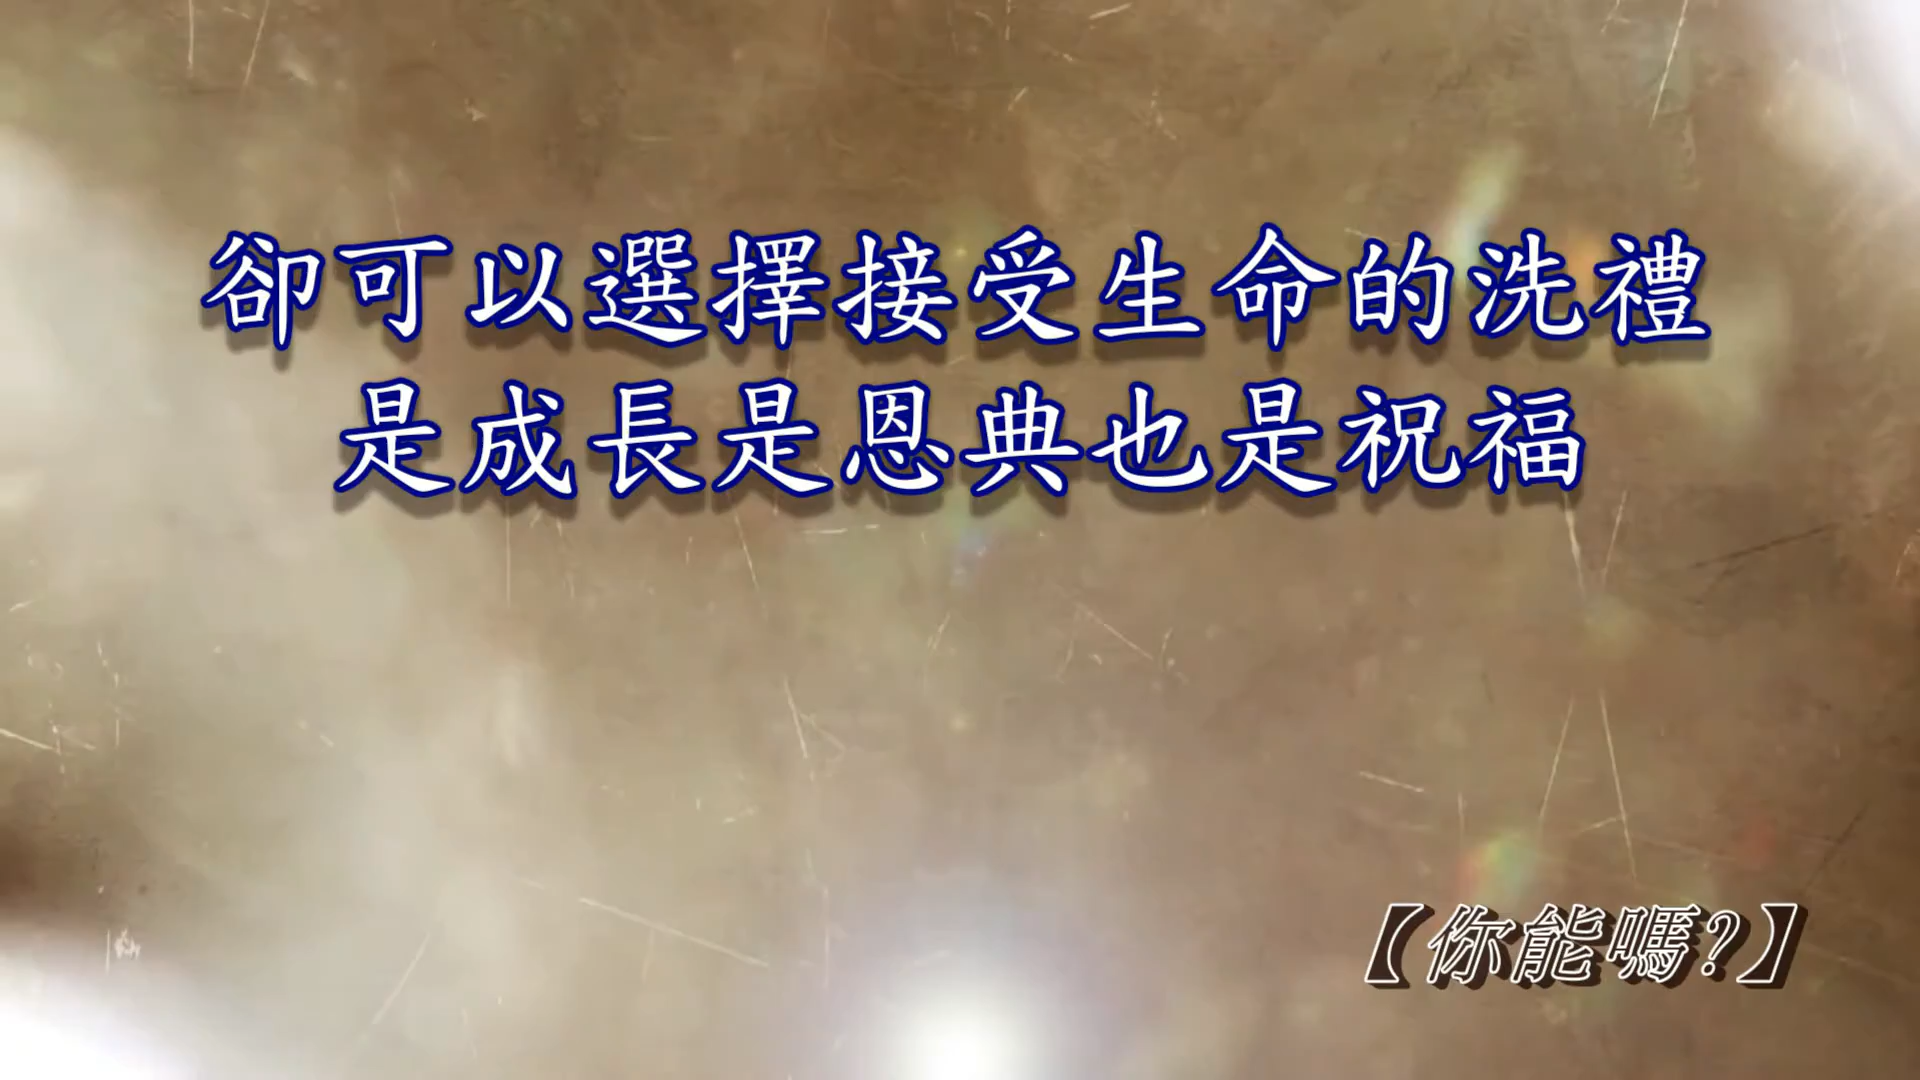 卻可以選擇接受生命的洗禮
是成長是恩典也是祝福
【你能嗎?】